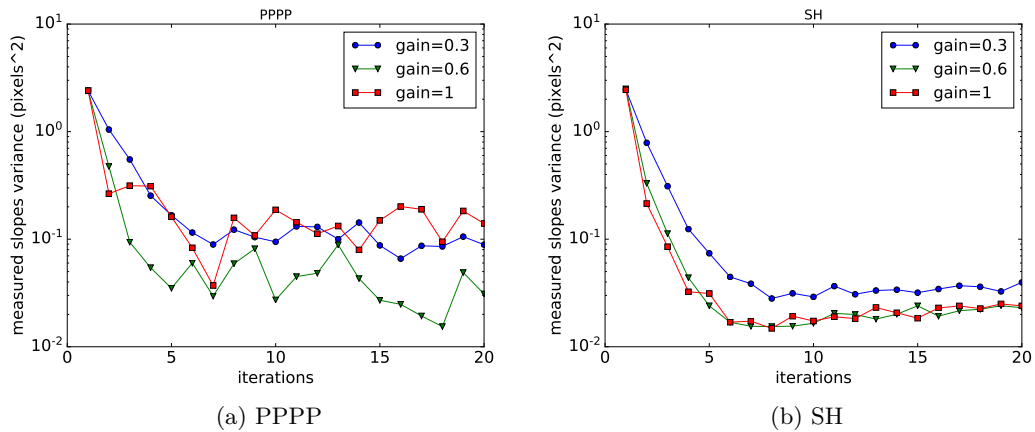 PPPP
measured slopes variance (pixels^2)
10^1
10^0
10^-1
10^-2
gain=0.3
gain=0.6
gain=1
0 5 10 15 20
iterations
(a) PPPP
SH
measured slopes variance (pixels^2)
10^1
10^0
10^-1
10^-2
gain=0.3
gain=0.6
gain=1
0 5 10 15 20
iterations
(b) SH